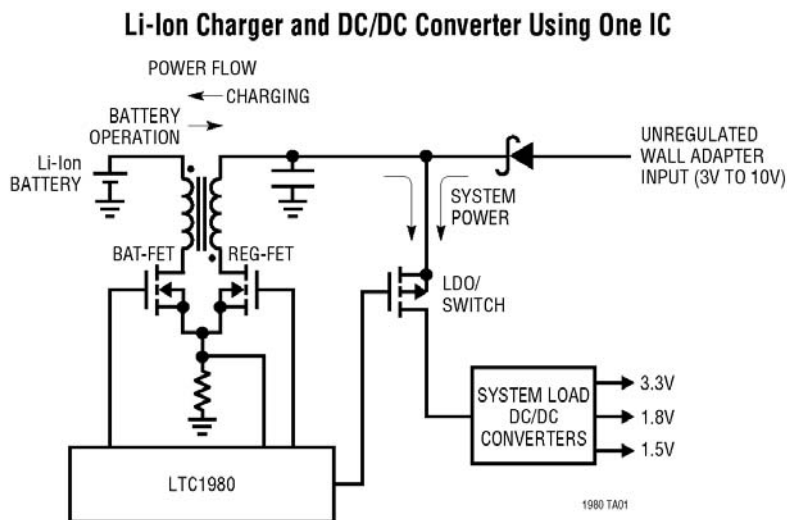 Li-Ion Charger and DC/DC Converter Using One IC
POWER FLOW
CHARGING
BATTERY
OPERATION
Li-Ion
BATTERY
UNREGULATED
WALL ADAPTER
INPUT (3V TO 10V)
SYSTEM
POWER
BAT-FET
REG-FET
LDO/
SWITCH
SYSTEM LOAD
DC/DC
CONVERTERS
3.3V
1.8V
1.5V
LTC1980
1980 TA01